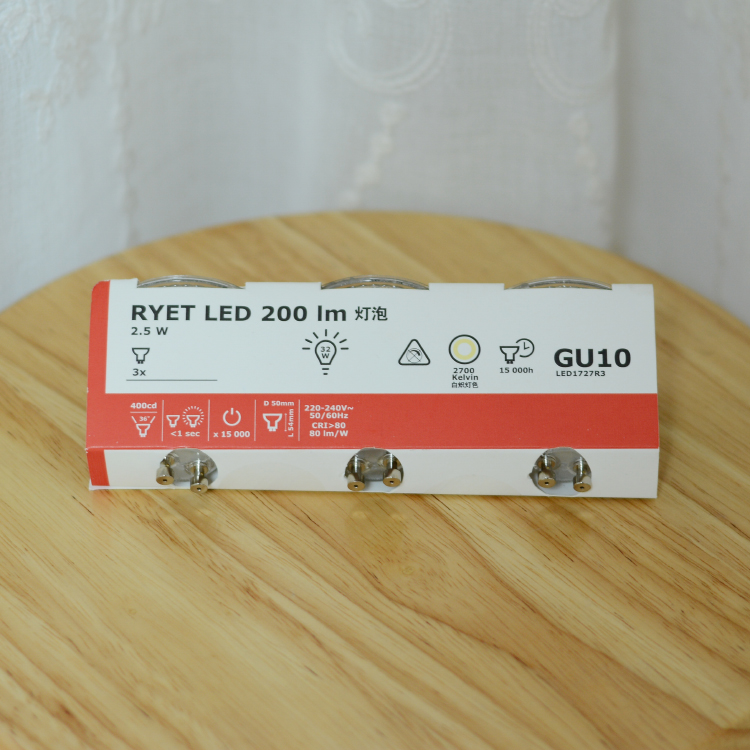 RYET LED 200 lm 灯泡
2.5 W
3x
32
W
2700
Kelvin
白炽灯色
15 000h
GU10
LED1727R3
400cd
36°
<1 sec
x 15 000
D 50mm
L 54mm
220-240V~
50/60Hz
CRI>80
80 lm/W